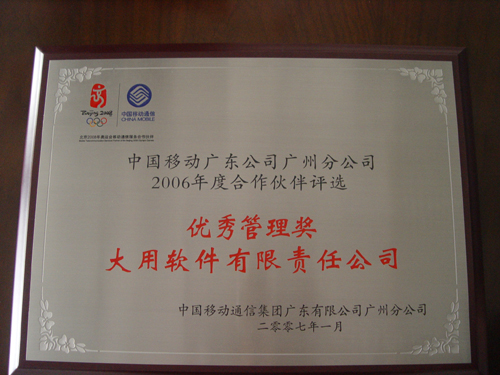 Beijing 2008
中国移动通信
CHINA MOBILE
中国移动广东公司广州分公司
2006年度合作伙伴评选
优秀管理奖
大用软件有限责任公司
中国移动通信集团广东有限公司广州分公司
二零零七年一月